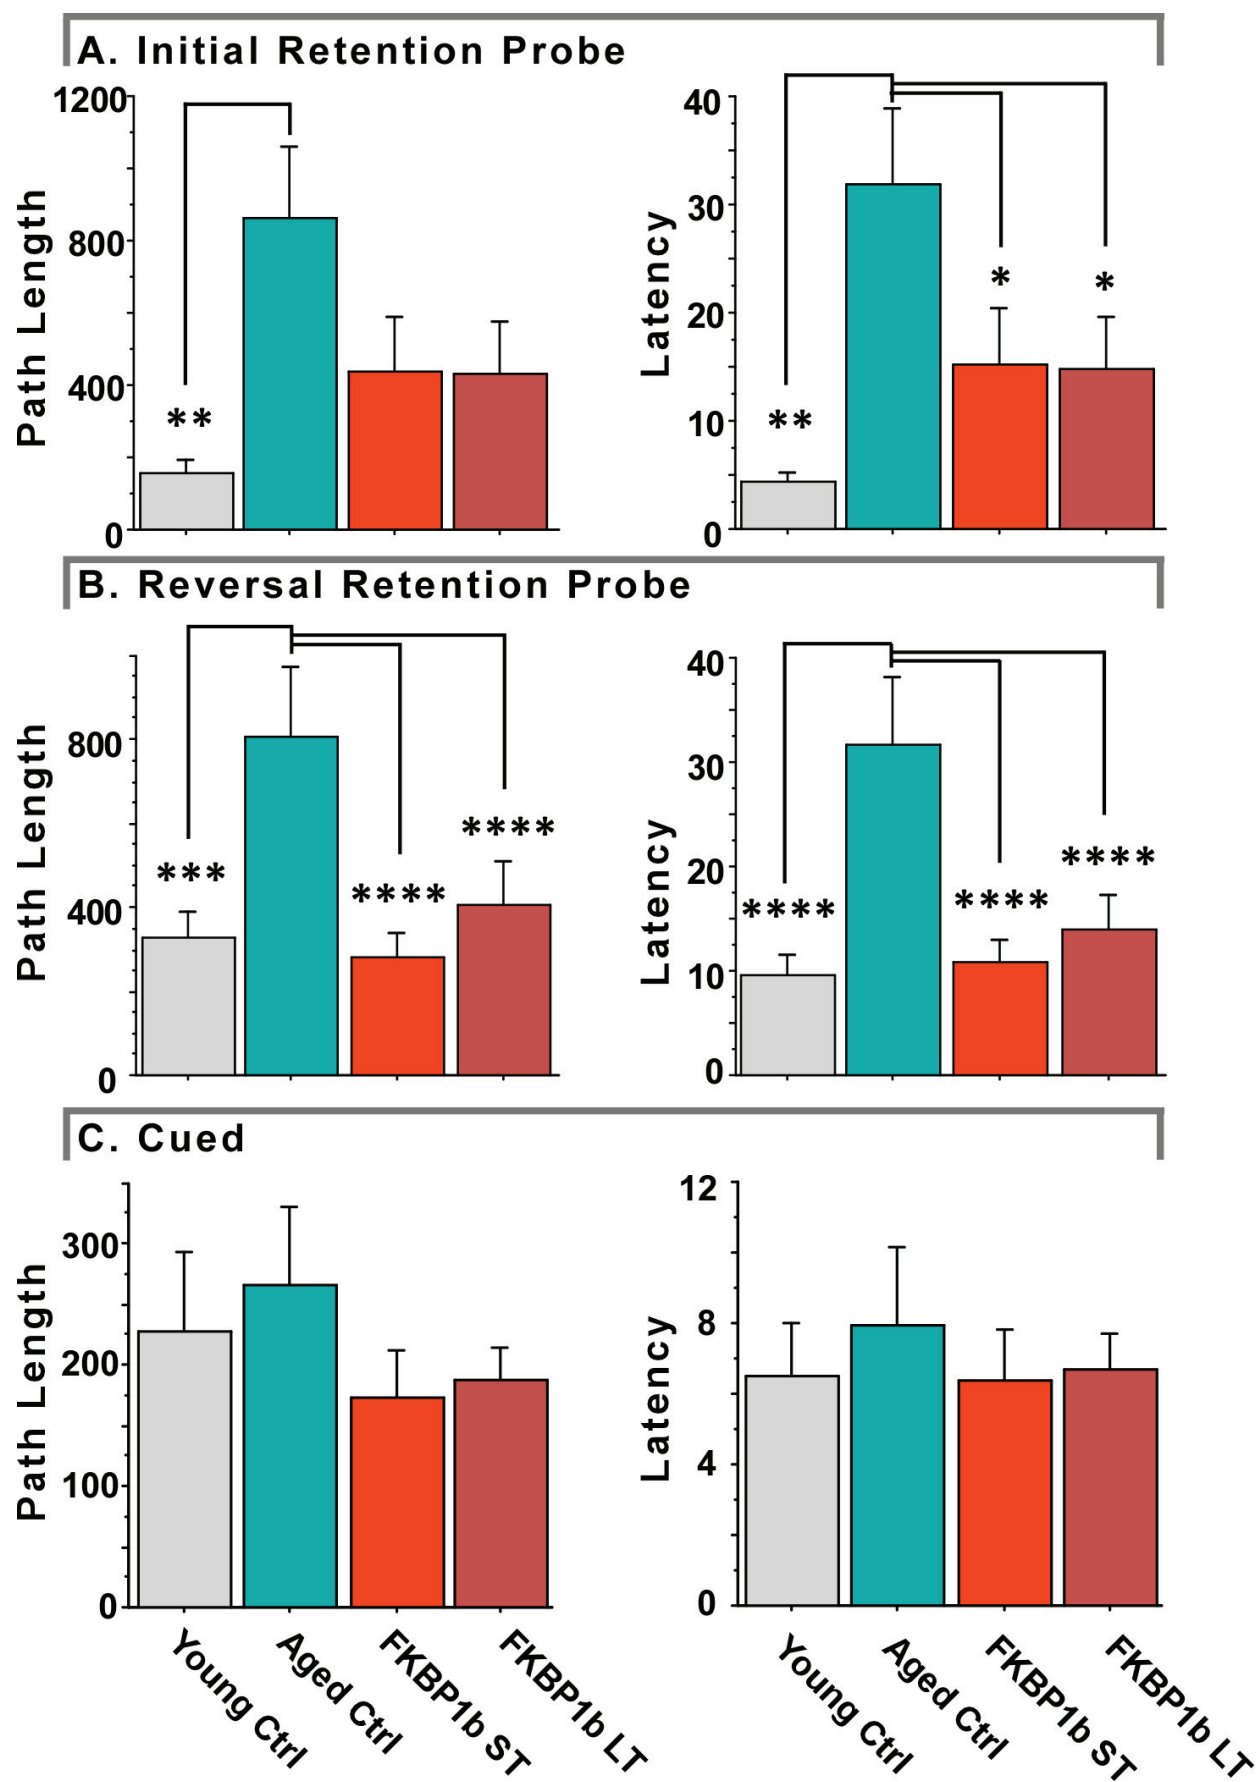 A. Initial Retention Probe
Path Length
1200
800
400
0
**
Latency
40
30
20
10
0
**
*
*
B. Reversal Retention Probe
Path Length
800
400
0
***
****
****
Latency
40
30
20
10
0
****
****
****
C. Cued
Path Length
300
200
100
0
Latency
12
8
4
0
Young Ctrl
Aged Ctrl
FKBP1b ST
FKBP1b LT
Young Ctrl
Aged Ctrl
FKBP1b ST
FKBP1b LT